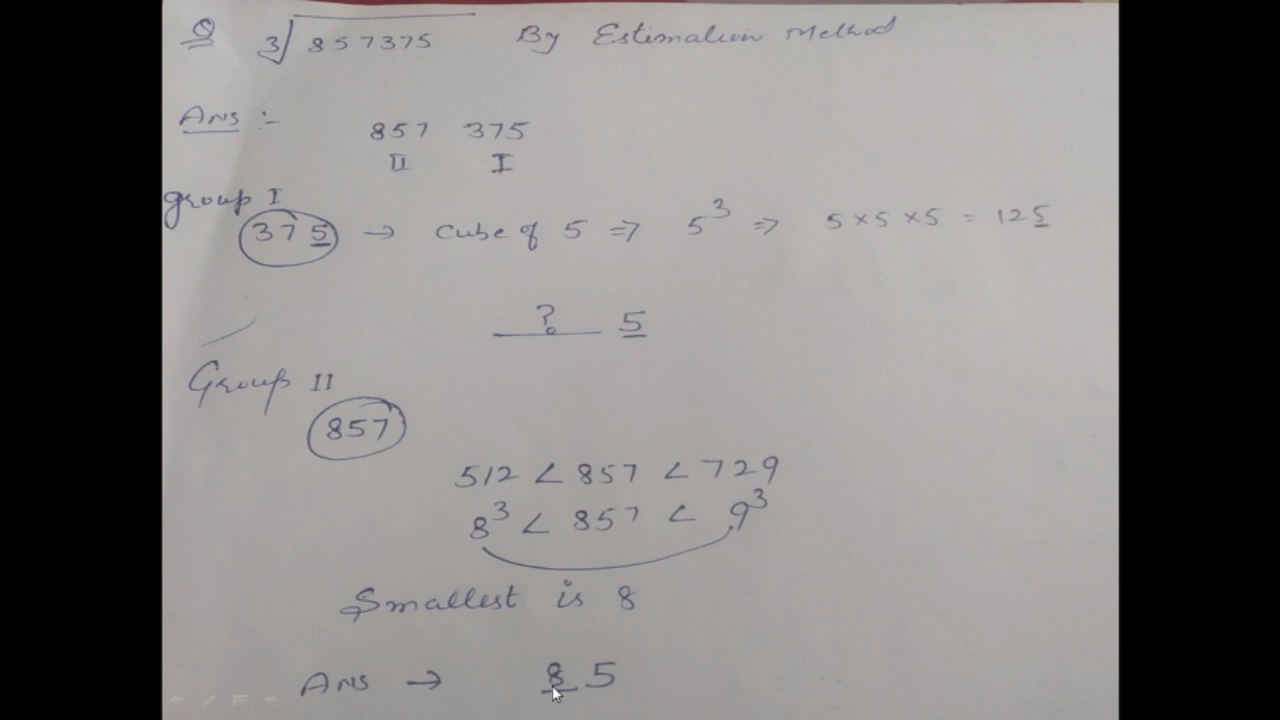 Q ∛857375 By Estimation Method
Ans :-
857 375
II I
group I
375 → cube of 5 => 5³ => 5×5×5 = 125
? 5
Group II
857
512 < 857 < 729
8³ < 857 < 9³
Smallest is 8
Ans → 85